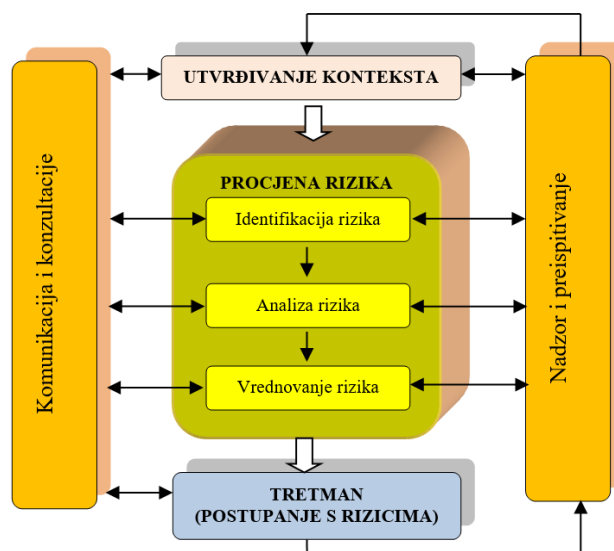 UTVRĐIVANJE KONTEKSTA
Komunikacija i konzultacije
PROCJENA RIZIKA
Identifikacija rizika
Analiza rizika
Vrednovanje rizika
Nadzor i preispitivanje
TRETMAN
(POSTUPANJE S RIZICIMA)